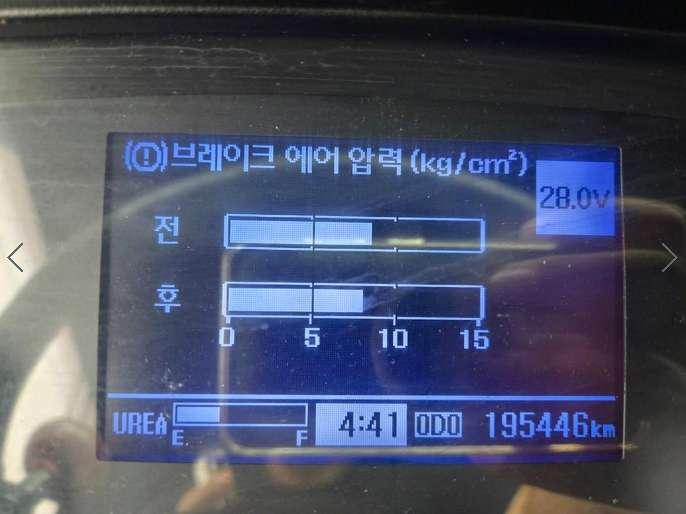 (!) 브레이크 에어 압력 (kg/cm²)
28.0V
전
후
0 5 10 15
UREA E F 4:41 ODO 195446km